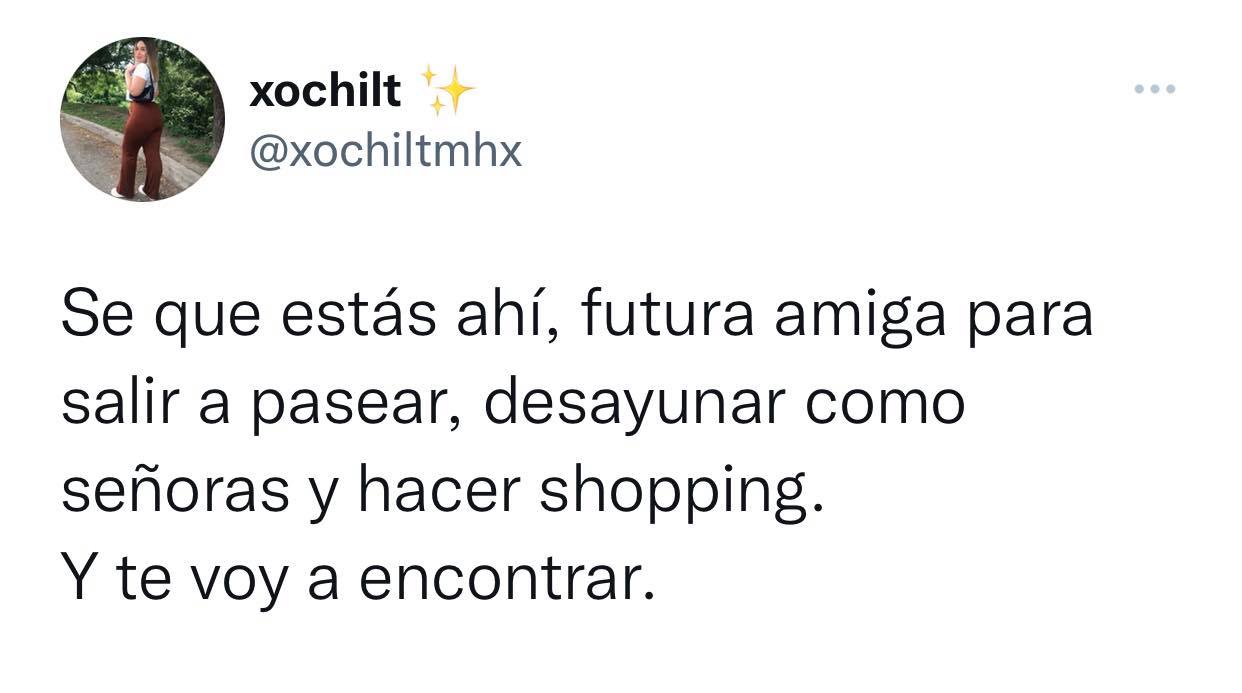 xochilt ✨
@xochiltmhx
Se que estás ahí, futura amiga para
salir a pasear, desayunar como
señoras y hacer shopping.
Y te voy a encontrar.